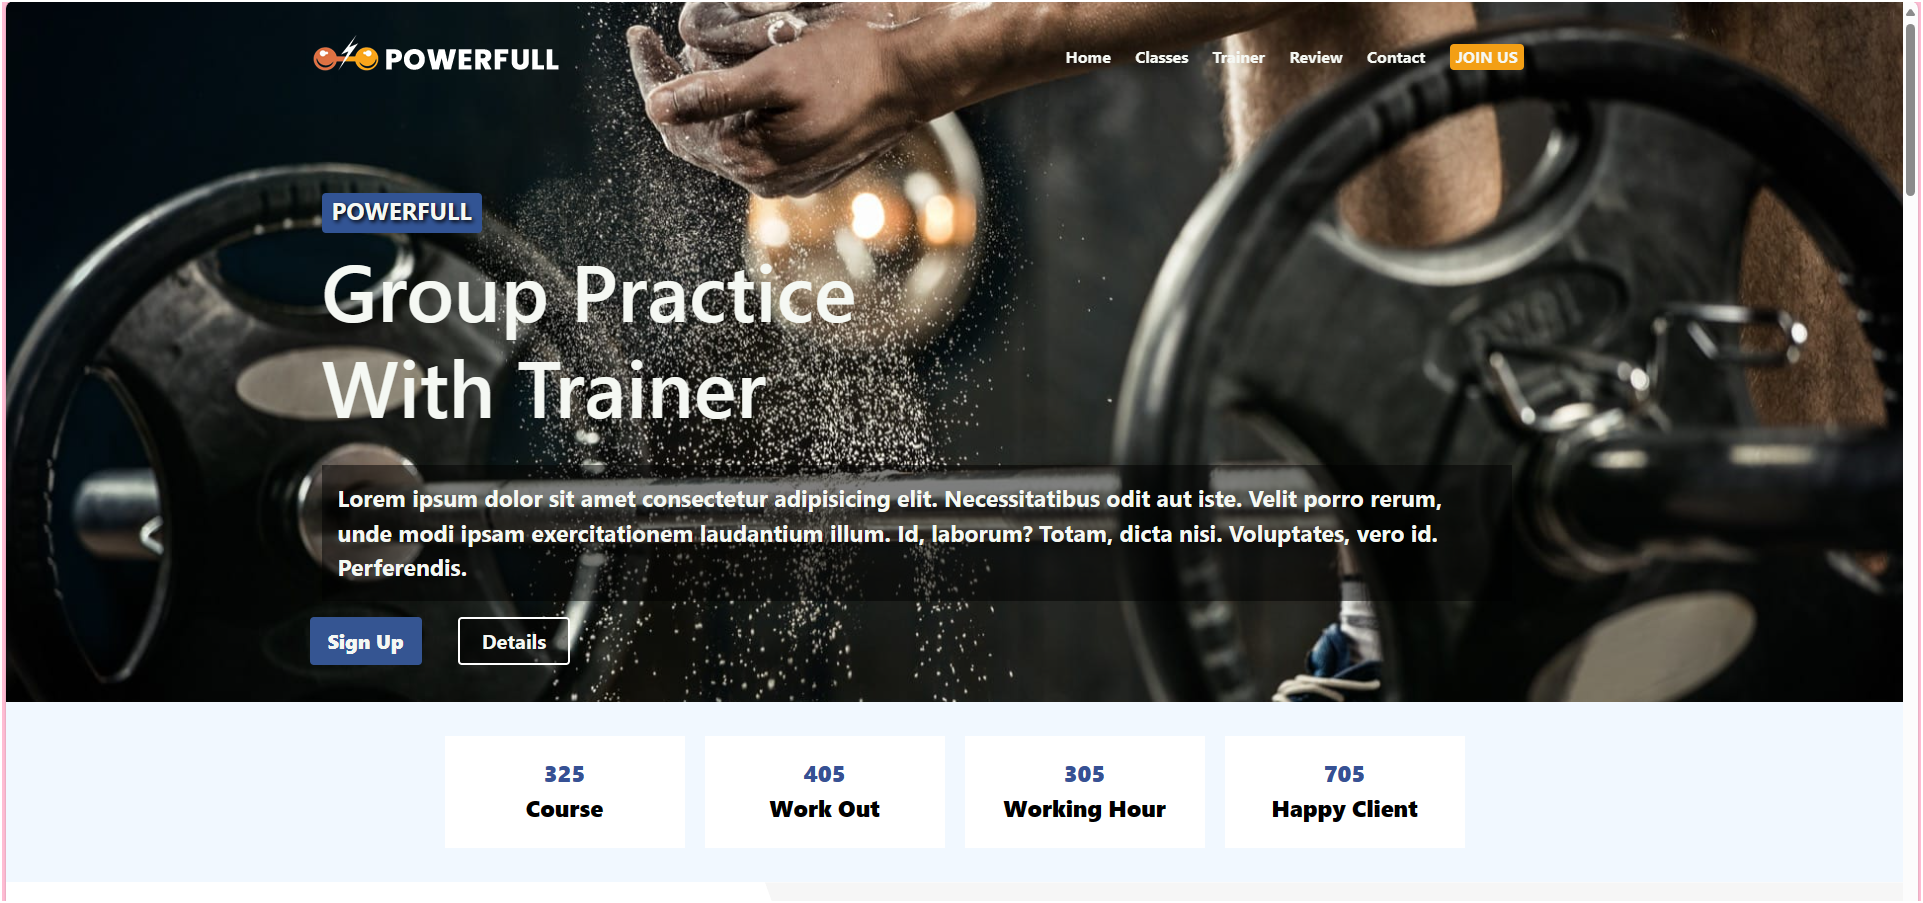 POWERFULL
Home Classes Trainer Review Contact JOIN US
POWERFULL
Group Practice
With Trainer
Lorem ipsum dolor sit amet consectetur adipisicing elit. Necessitatibus odit aut iste. Velit porro rerum,
unde modi ipsam exercitationem laudantium illum. Id, laborum? Totam, dicta nisi. Voluptates, vero id.
Perferendis.
Sign Up Details
325 405 305 705
Course Work Out Working Hour Happy Client